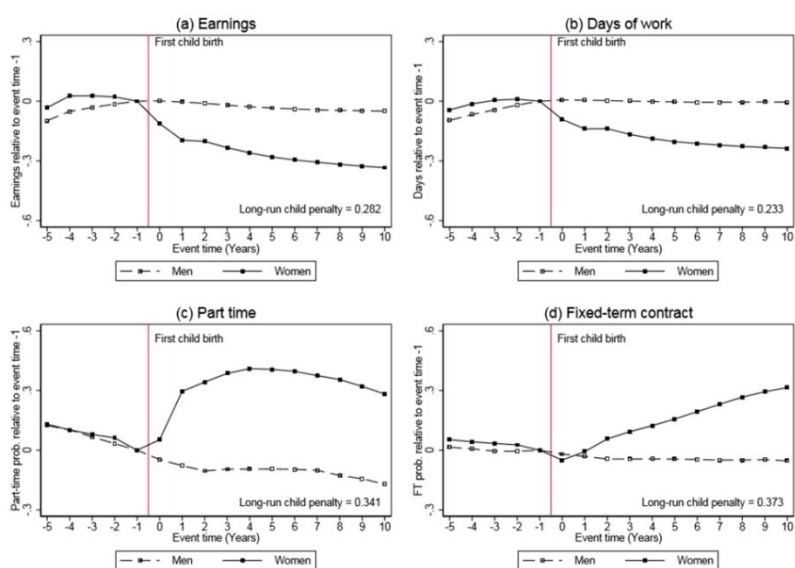 (a) Earnings
Earnings relative to event time -1
.3
0
-.3
-.6
First child birth
Long-run child penalty = 0.282
-5 -4 -3 -2 -1 0 1 2 3 4 5 6 7 8 9 10
Event time (Years)
Men Women
(b) Days of work
Days relative to event time -1
.3
0
-.3
-.6
First child birth
Long-run child penalty = 0.233
-5 -4 -3 -2 -1 0 1 2 3 4 5 6 7 8 9 10
Event time (Years)
Men Women
(c) Part time
Part-time prob. relative to event time -1
.6
.3
0
-.3
First child birth
Long-run child penalty = 0.341
-5 -4 -3 -2 -1 0 1 2 3 4 5 6 7 8 9 10
Event time (Years)
Men Women
(d) Fixed-term contract
FT prob. relative to event time -1
.6
.3
0
-.3
First child birth
Long-run child penalty = 0.373
-5 -4 -3 -2 -1 0 1 2 3 4 5 6 7 8 9 10
Event time (Years)
Men Women